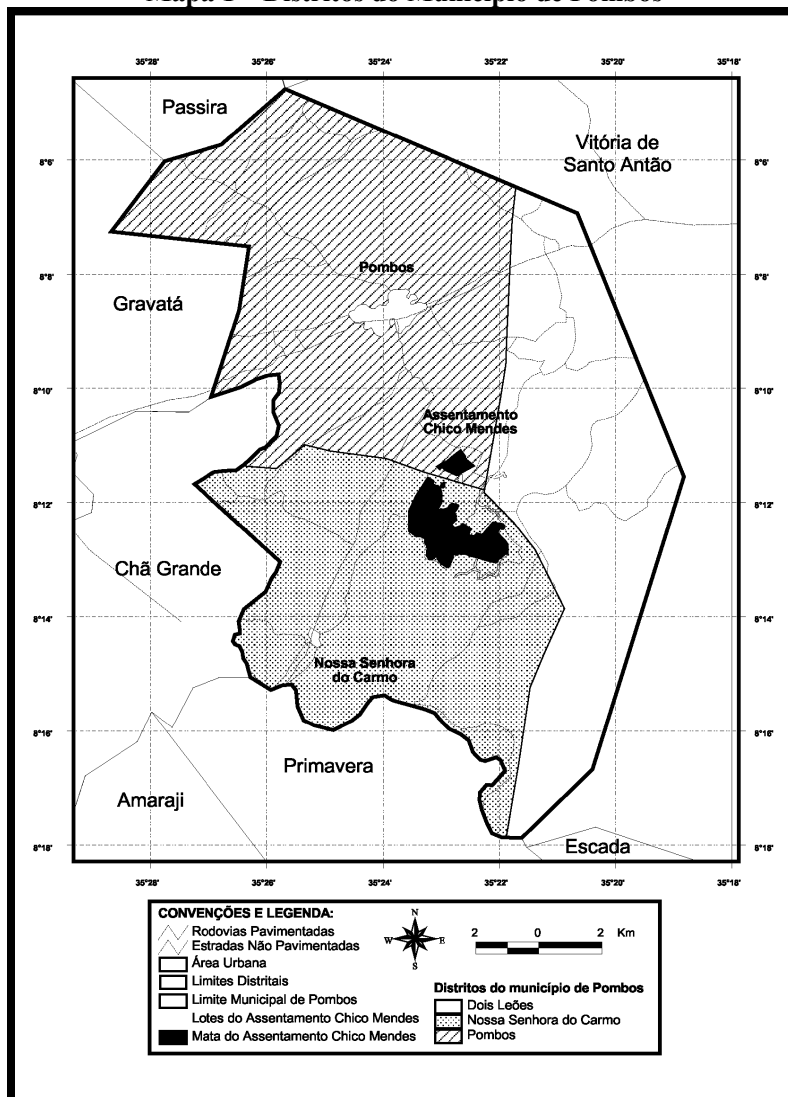 Mapa 1 – Distritos do Município de Pombos
35°28' 35°26' 35°24' 35°22' 35°20' 35°18'
Passira
Vitória de
Santo Antão
8°6' 8°6'
Pombos
8°8' 8°8'
Gravatá
8°10' 8°10'
Assentamento
Chico Mendes
8°12' 8°12'
Chã Grande
8°14' 8°14'
Nossa Senhora
do Carmo
8°16' 8°16'
Primavera
Amaraji
Escada
8°18' 8°18'
35°28' 35°26' 35°24' 35°22' 35°20' 35°18'
CONVENÇÕES E LEGENDA:
Rodovias Pavimentadas
Estradas Não Pavimentadas
Área Urbana
Limites Distritais
Limite Municipal de Pombos
Lotes do Assentamento Chico Mendes
Mata do Assentamento Chico Mendes
N
W E
S
2 0 2 Km
Distritos do município de Pombos
Dois Leões
Nossa Senhora do Carmo
Pombos